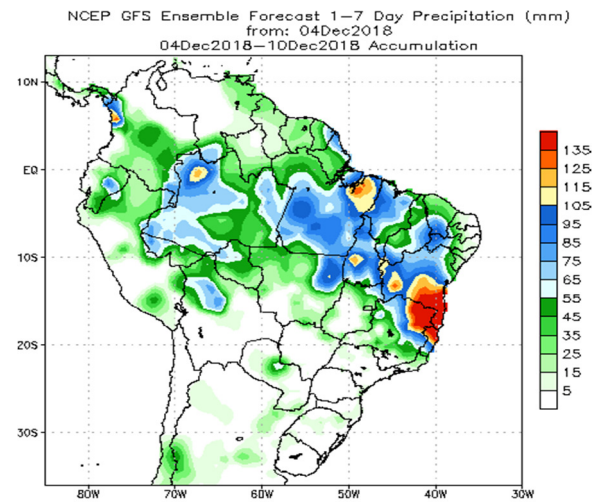 NCEP GFS Ensemble Forecast 1–7 Day Precipitation (mm)
from: 04Dec2018
04Dec2018–10Dec2018 Accumulation
10N
EQ
10S
20S
30S
80W
70W
60W
50W
40W
30W
135
125
115
105
95
85
75
65
55
45
35
25
15
5